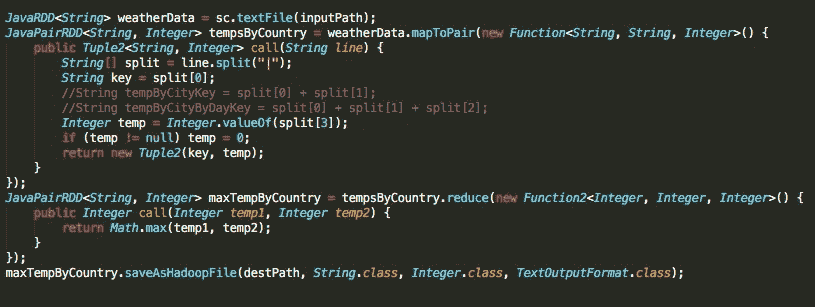 JavaRDD<String> weatherData = sc.textFile(inputPath);
JavaPairRDD<String, Integer> tempsByCountry = weatherData.mapToPair(new Function<String, String, Integer>() {
public Tuple2<String, Integer> call(String line) {
String[] split = line.split("|");
String key = split[0];
//String tempByCityKey = split[0] + split[1];
//String tempByCityByDayKey = split[0] + split[1] + split[2];
Integer temp = Integer.valueOf(split[3]);
if (temp != null) temp = 0;
return new Tuple2(key, temp);
}
});
JavaPairRDD<String, Integer> maxTempByCountry = tempsByCountry.reduce(new Function2<Integer, Integer, Integer>() {
public Integer call(Integer temp1, Integer temp2) {
return Math.max(temp1, temp2);
}
});
maxTempByCountry.saveAsHadoopFile(destPath, String.class, Integer.class, TextOutputFormat.class);